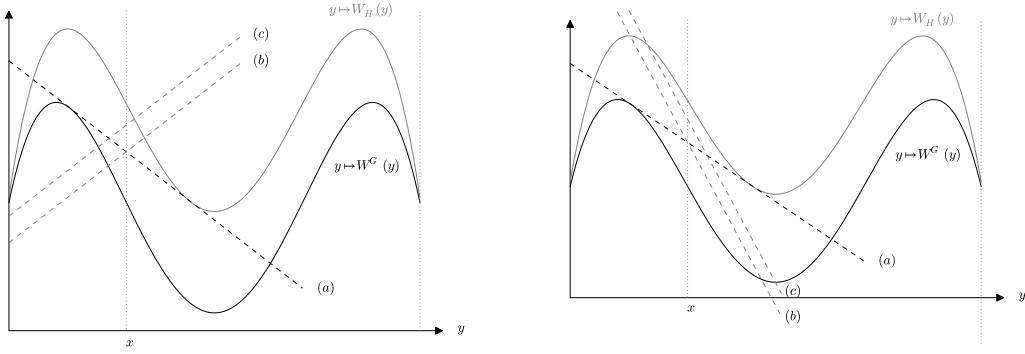 y ↦ W_H (y)
(c)
(b)
y ↦ W^G (y)
(a)
y
x
y ↦ W_H (y)
y ↦ W^G (y)
(a)
(c)
(b)
y
x